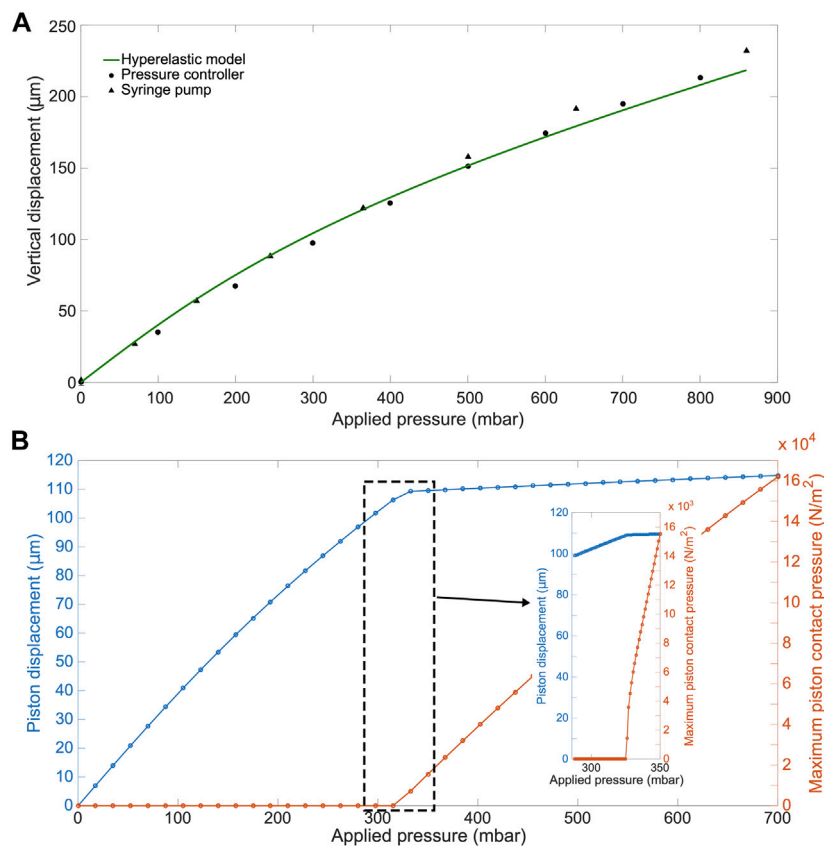 A
250
200
150
100
50
0
Vertical displacement (μm)
Hyperelastic model
Pressure controller
Syringe pump
0 100 200 300 400 500 600 700 800 900
Applied pressure (mbar)
B
x 10⁴
120
110
100
90
80
70
60
50
40
30
20
10
0
Piston displacement (μm)
16
14
12
10
8
6
4
2
0
Maximum piston contact pressure (N/m²)
0 100 200 300 400 500 600 700
Applied pressure (mbar)
x 10³
120
100
80
60
40
20
0
Piston displacement (μm)
16
14
12
10
8
6
4
2
0
Maximum piston contact pressure (N/m²)
300 350
Applied pressure (mbar)